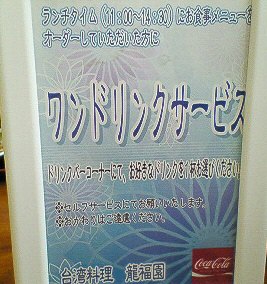 ランチタイム（11：00～14：30）にお食事メニューを
オーダーしていただいた方に
ワンドリンクサービス
ドリンクバーコーナーにて、お好きなドリンクを1杯お選びください
※セルフサービスにてお願いいたします。
※おかわりはご遠慮ください。
台湾料理 龍福園
Coca-Cola